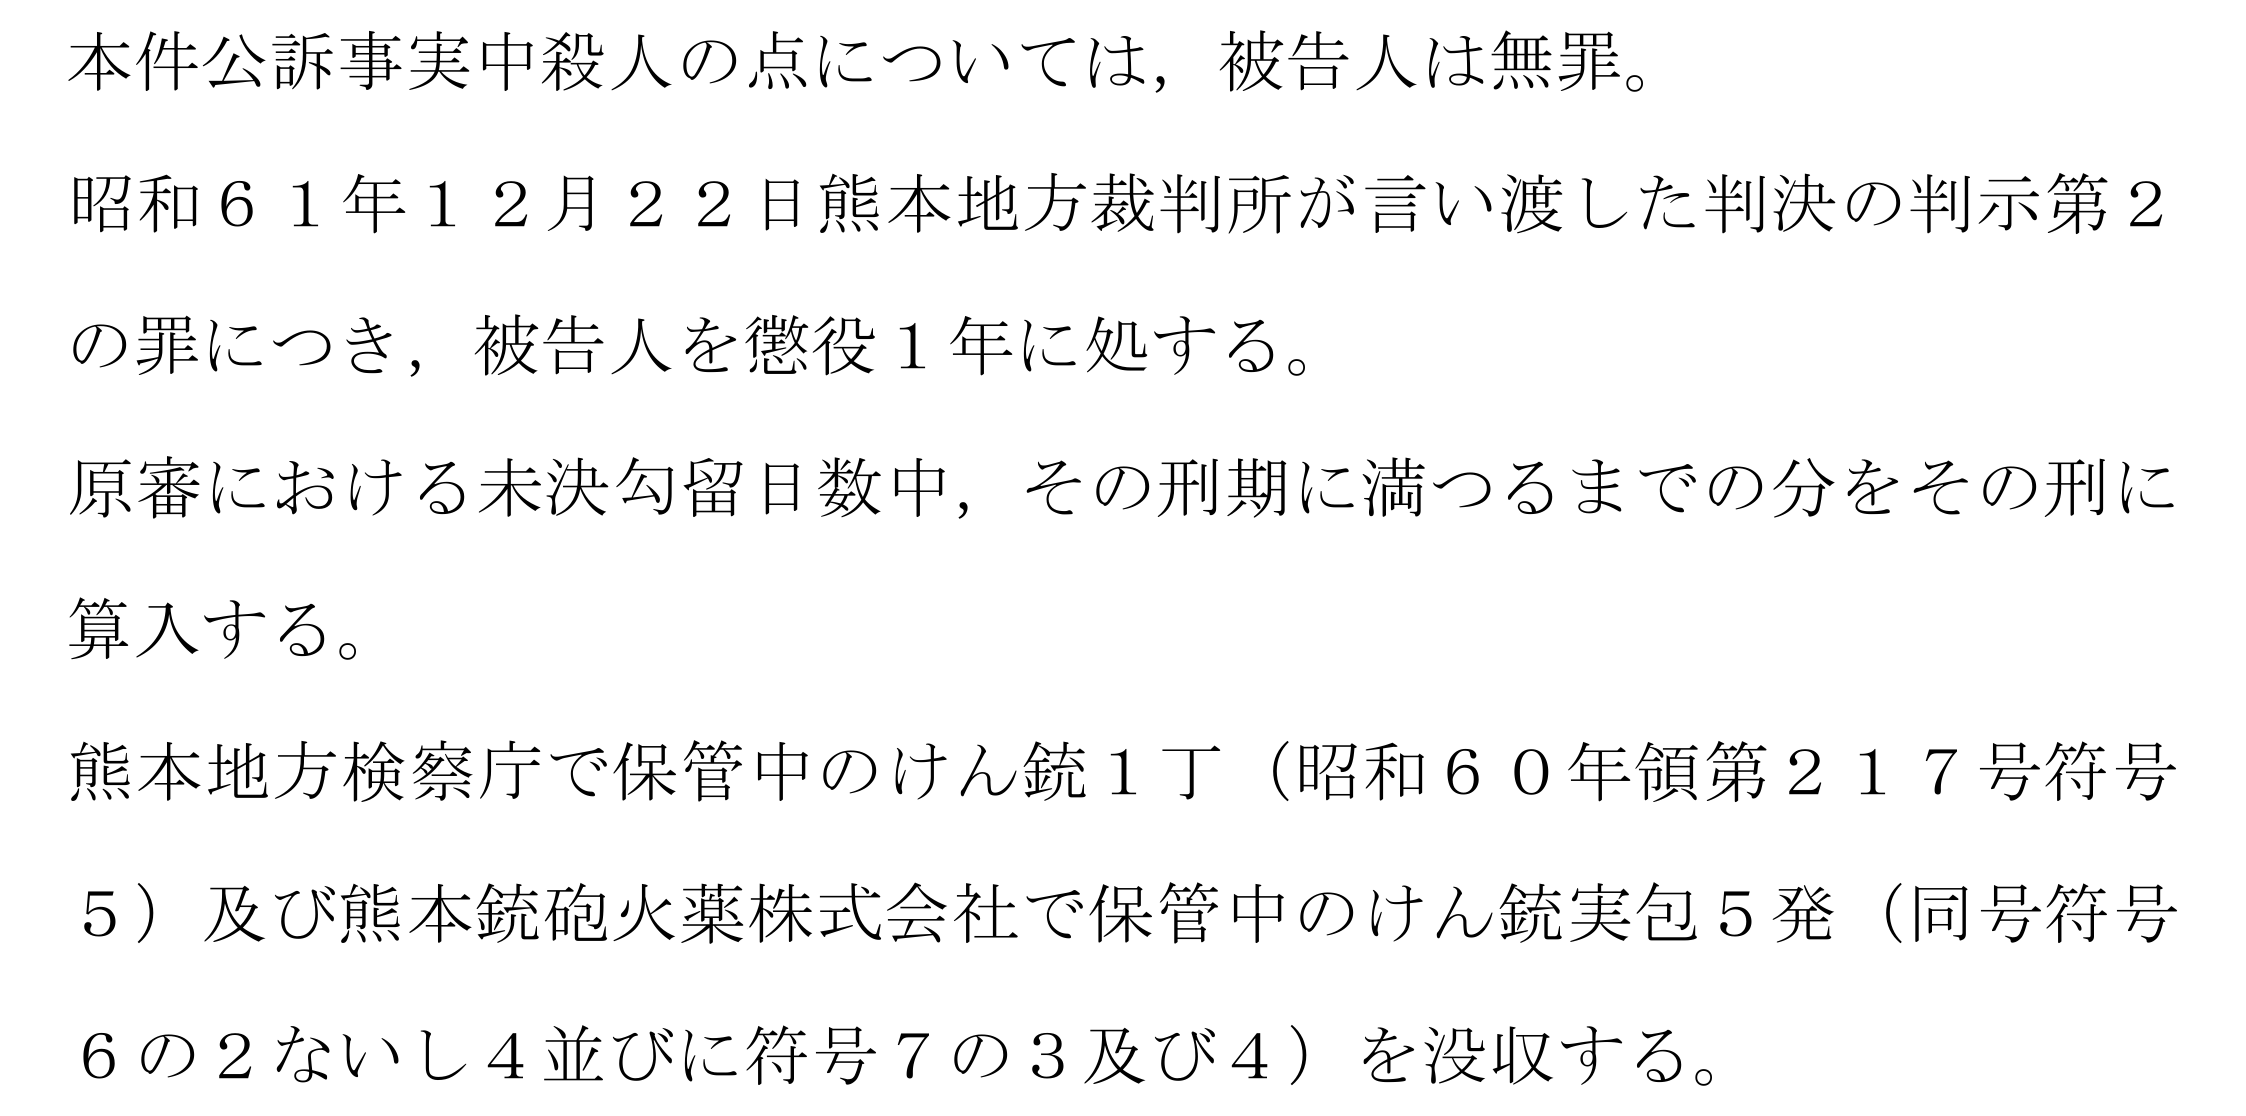 本件公訴事実中殺人の点については，被告人は無罪。
昭和６１年１２月２２日熊本地方裁判所が言い渡した判決の判示第２
の罪につき，被告人を懲役１年に処する。
原審における未決勾留日数中，その刑期に満つるまでの分をその刑に
算入する。
熊本地方検察庁で保管中のけん銃１丁（昭和６０年領第２１７号符号
５）及び熊本銃砲火薬株式会社で保管中のけん銃実包５発（同号符号
６の２ないし４並びに符号７の３及び４）を没収する。